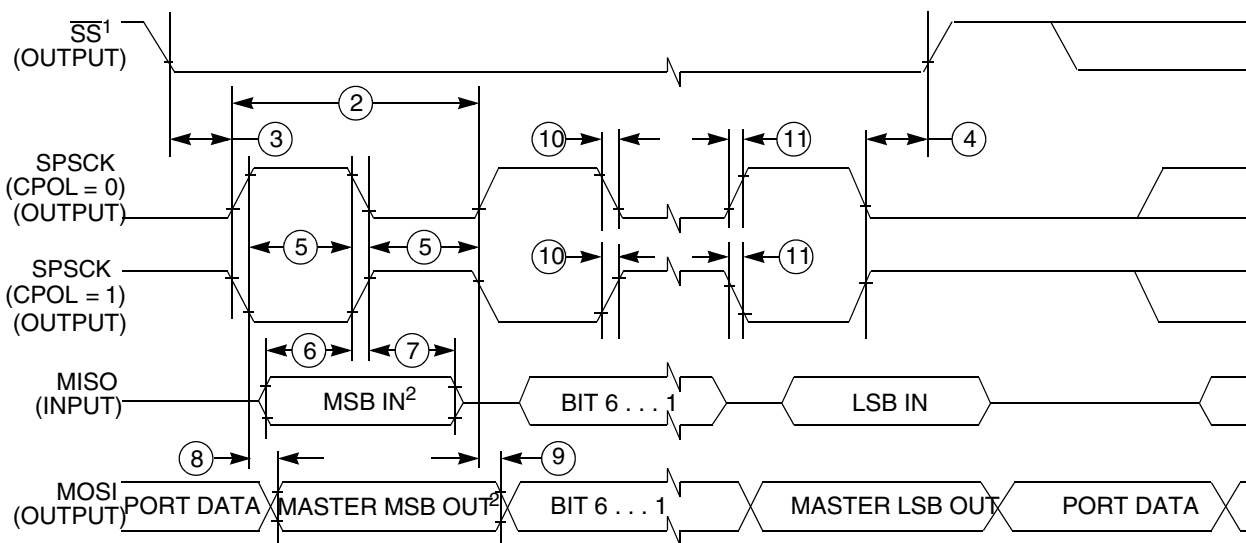 SS¹
(OUTPUT)
2
3
10
11
4
SPSCK
(CPOL = 0)
(OUTPUT)
5
5
10
11
SPSCK
(CPOL = 1)
(OUTPUT)
6
7
MISO
(INPUT)
MSB IN²
BIT 6 . . . 1
LSB IN
8
9
MOSI
(OUTPUT)
PORT DATA
MASTER MSB OUT²
BIT 6 . . . 1
MASTER LSB OUT
PORT DATA